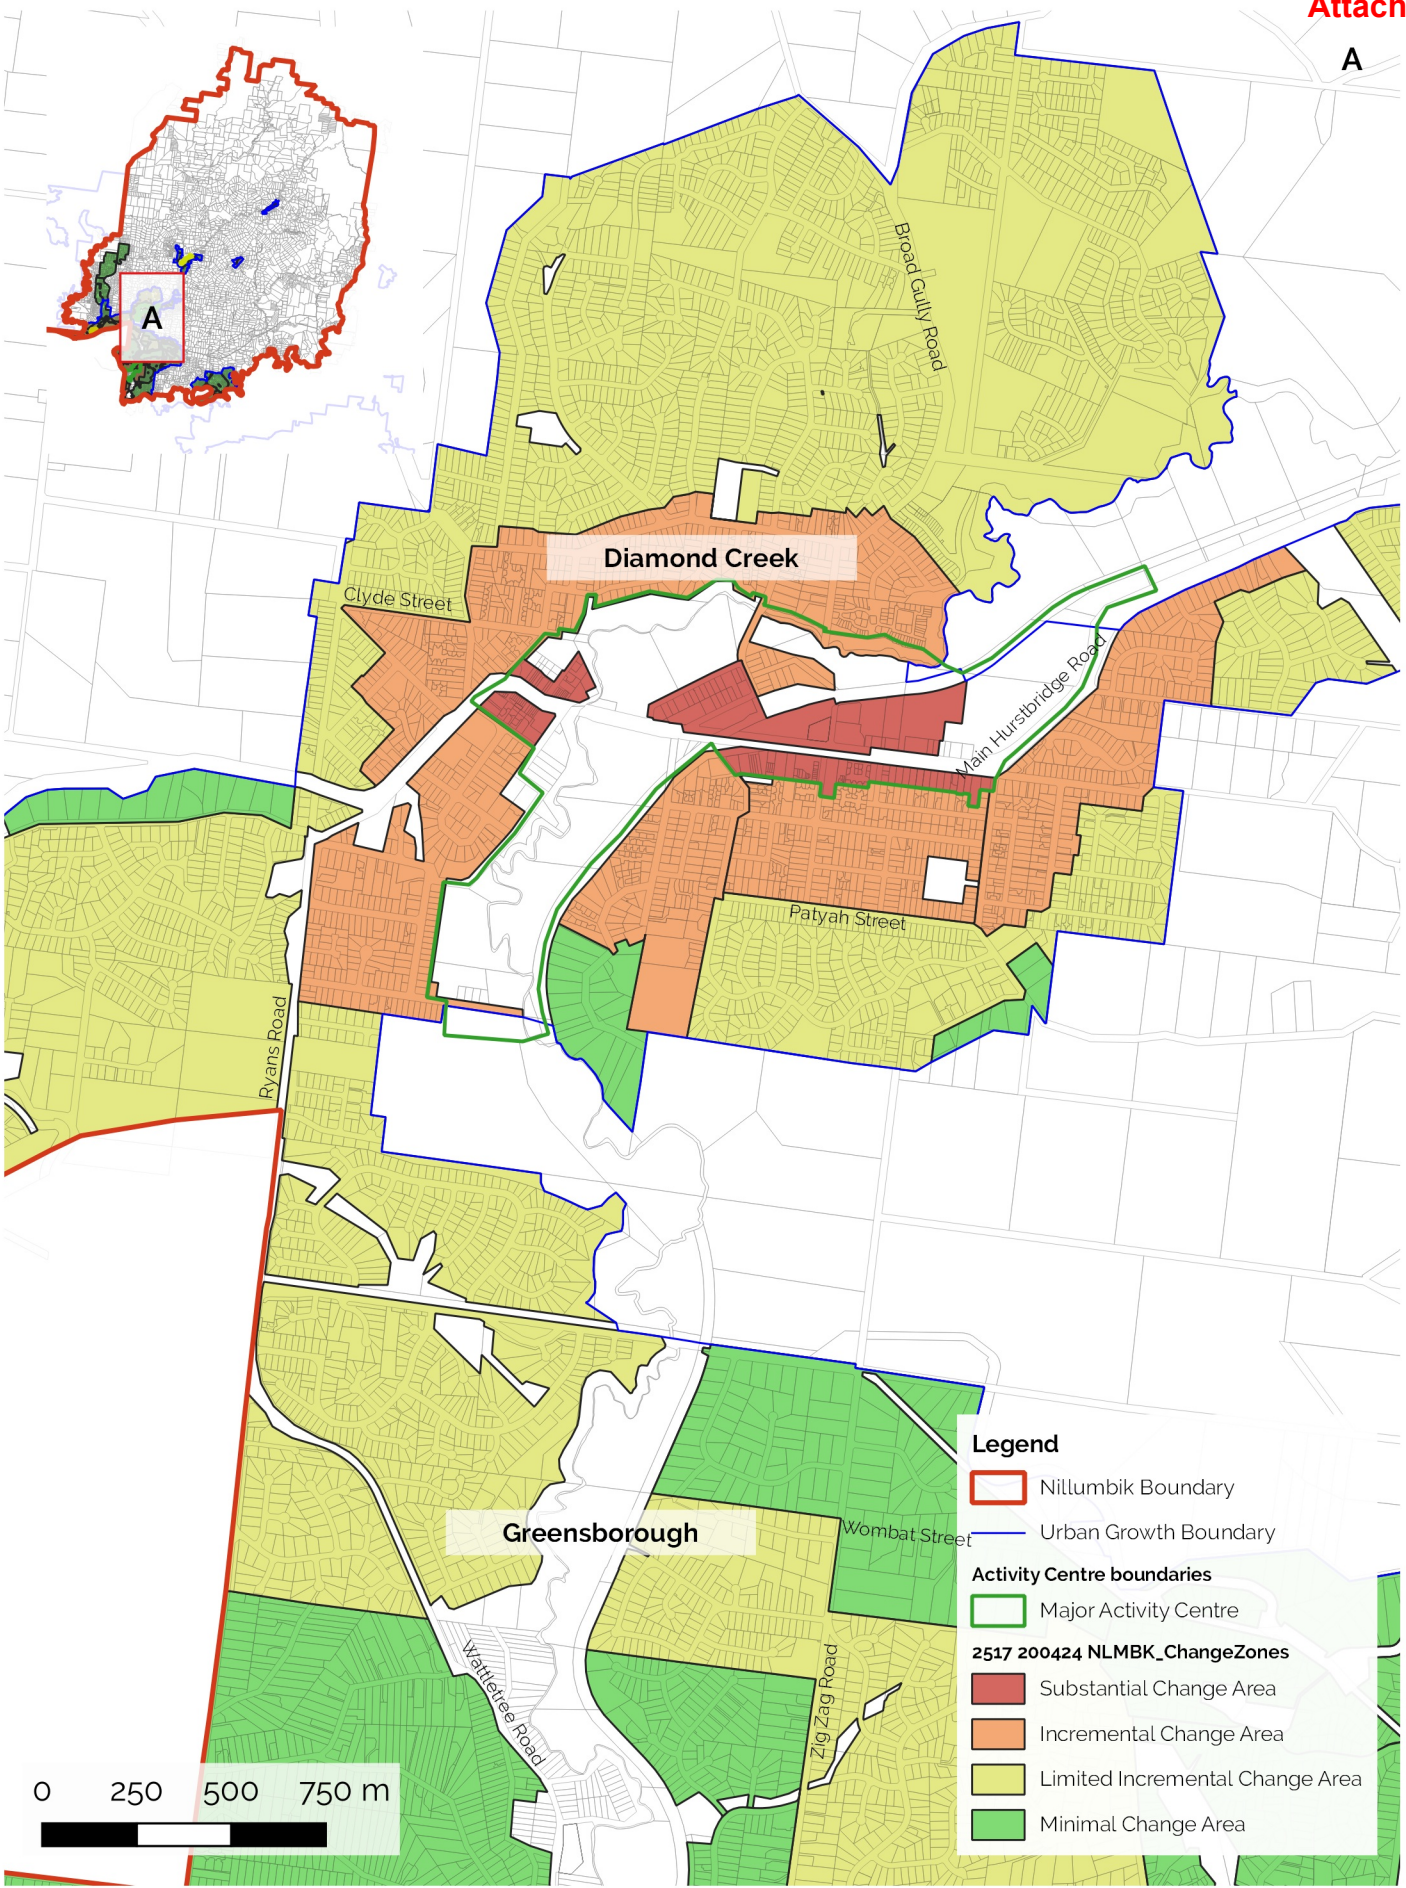 Attach
A
A
Broad Gully Road
Diamond Creek
Clyde Street
Main Hurstbridge Road
Patyah Street
Ryans Road
Legend
Nillumbik Boundary
Urban Growth Boundary
Activity Centre boundaries
Major Activity Centre
2517 200424 NLMBK_ChangeZones
Substantial Change Area
Incremental Change Area
Limited Incremental Change Area
Minimal Change Area
Greensborough
Wombat Street
Wattletree Road
Zig Zag Road
0 250 500 750 m